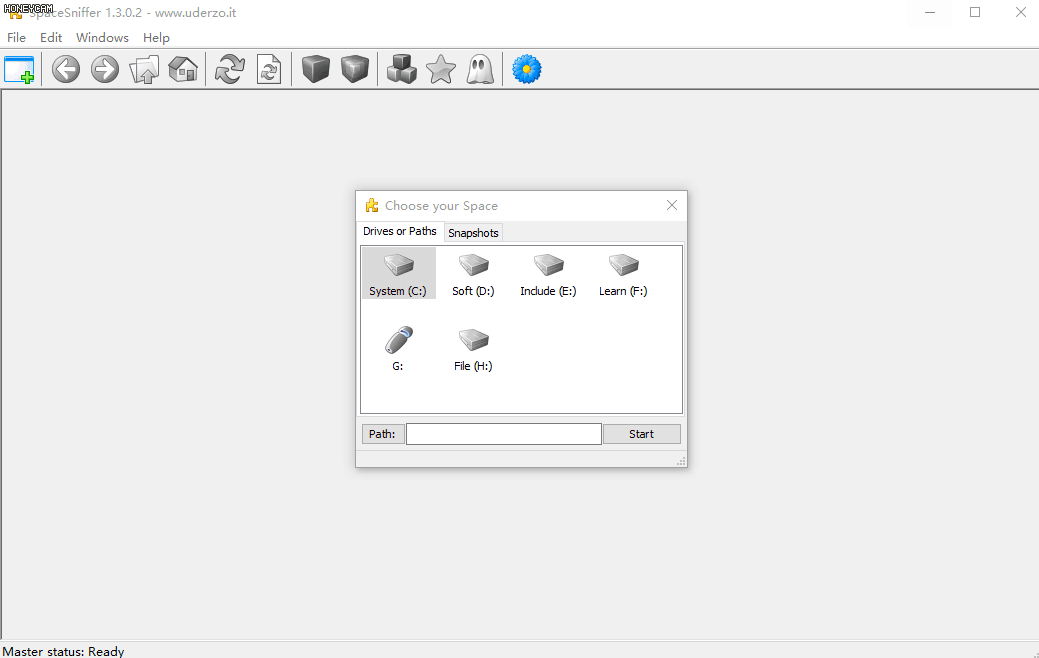 HONEYCAM
SpaceSniffer 1.3.0.2 - www.uderzo.it
File Edit Windows Help
Choose your Space
Drives or Paths Snapshots
System (C:) Soft (D:) Include (E:) Learn (F:)
G: File (H:)
Path: Start
Master status: Ready